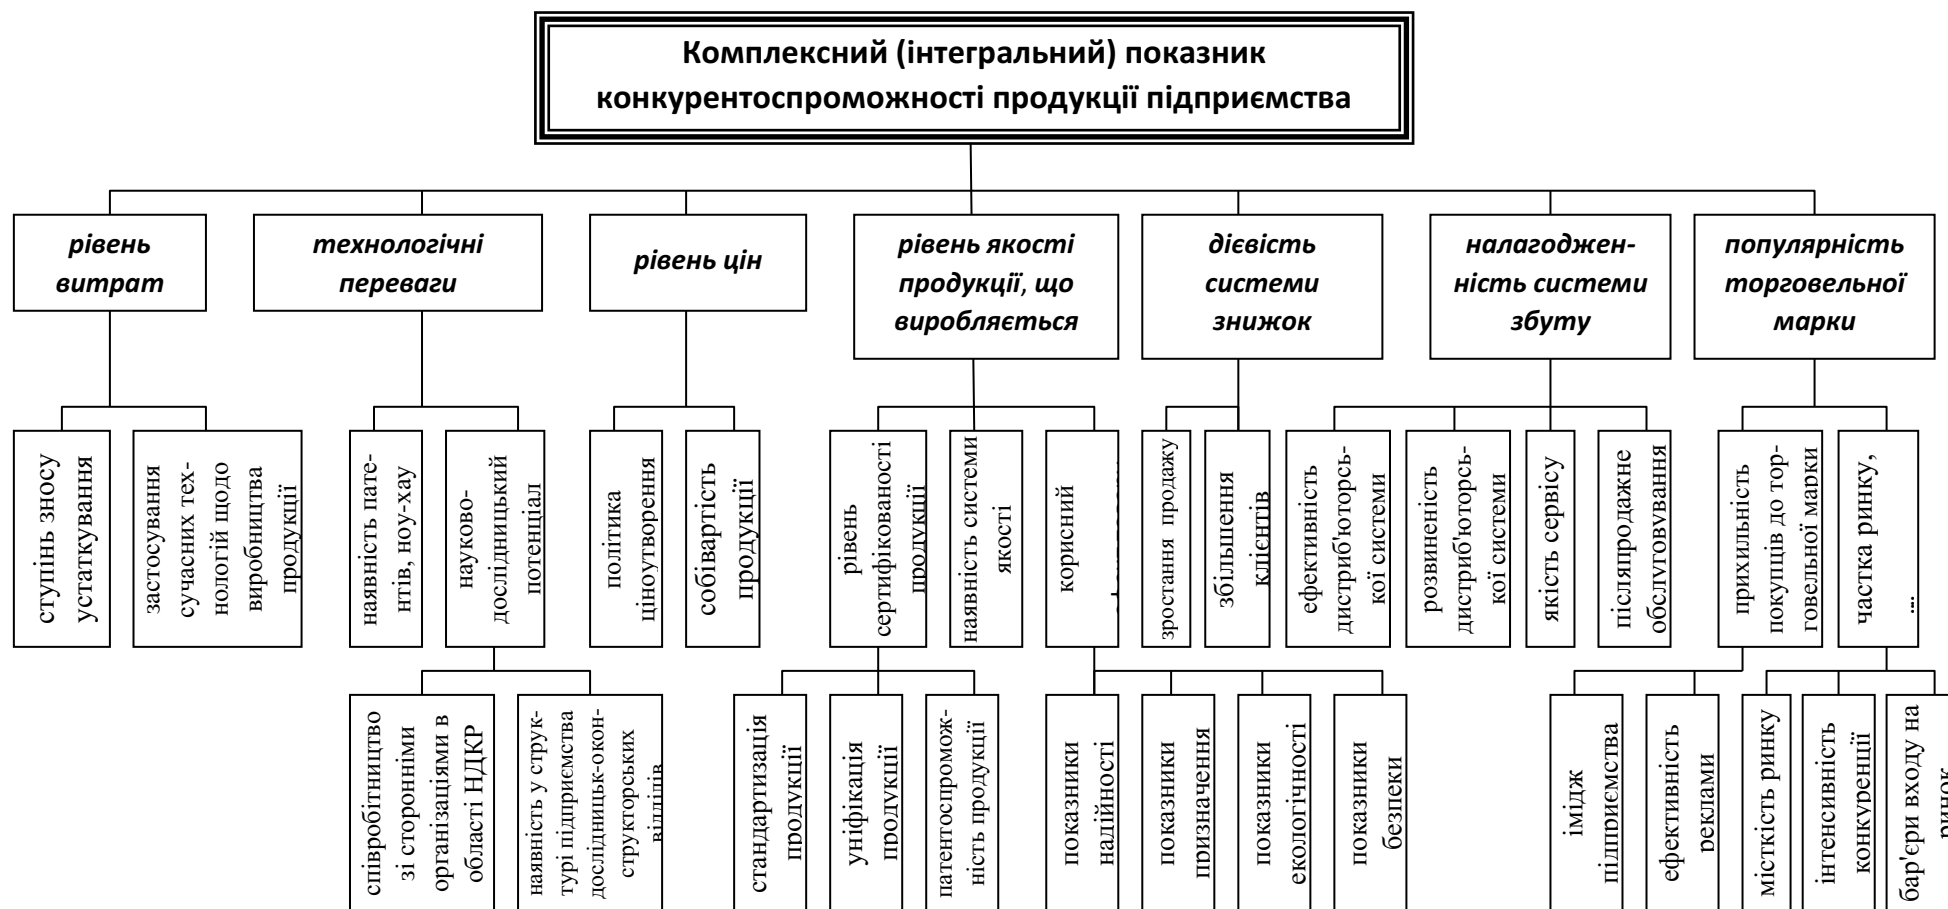 Комплексний (інтегральний) показник
конкурентоспроможності продукції підприємства
рівень
витрат
технологічні
переваги
рівень цін
рівень якості
продукції, що
виробляється
дієвість
системи
знижок
налагоджен-
ність системи
збуту
популярність
торговельної
марки
ступінь зносу
устаткування
застосування
сучасних тех-
нологій щодо
виробництва
продукції
наявність пате-
нтів, ноу-хау
науково-
дослідницький
потенціал
політика
ціноутворення
собівартість
продукції
рівень
сертифікованості
продукції
наявність системи
якості
корисний
зростання продажу
збільшення
клієнтів
ефективність
дистриб'юторсь-
кої системи
розвиненість
дистриб'юторсь-
кої системи
якість сервісу
післяпродажне
обслуговування
прихильність
покупців до тор-
говельної марки
частка ринку,
співробітництво
зі сторонніми
організаціями в
області НДКР
наявність у струк-
турі підприємства
дослідницьк-окон-
структорських
відділів
стандартизація
продукції
уніфікація
продукції
патентоспромож-
ність продукції
показники
надійності
показники
призначення
показники
екологічності
показники
безпеки
імідж
підприємства
ефективність
реклами
місткість ринку
інтенсивність
конкуренції
бар'єри входу на
ринок